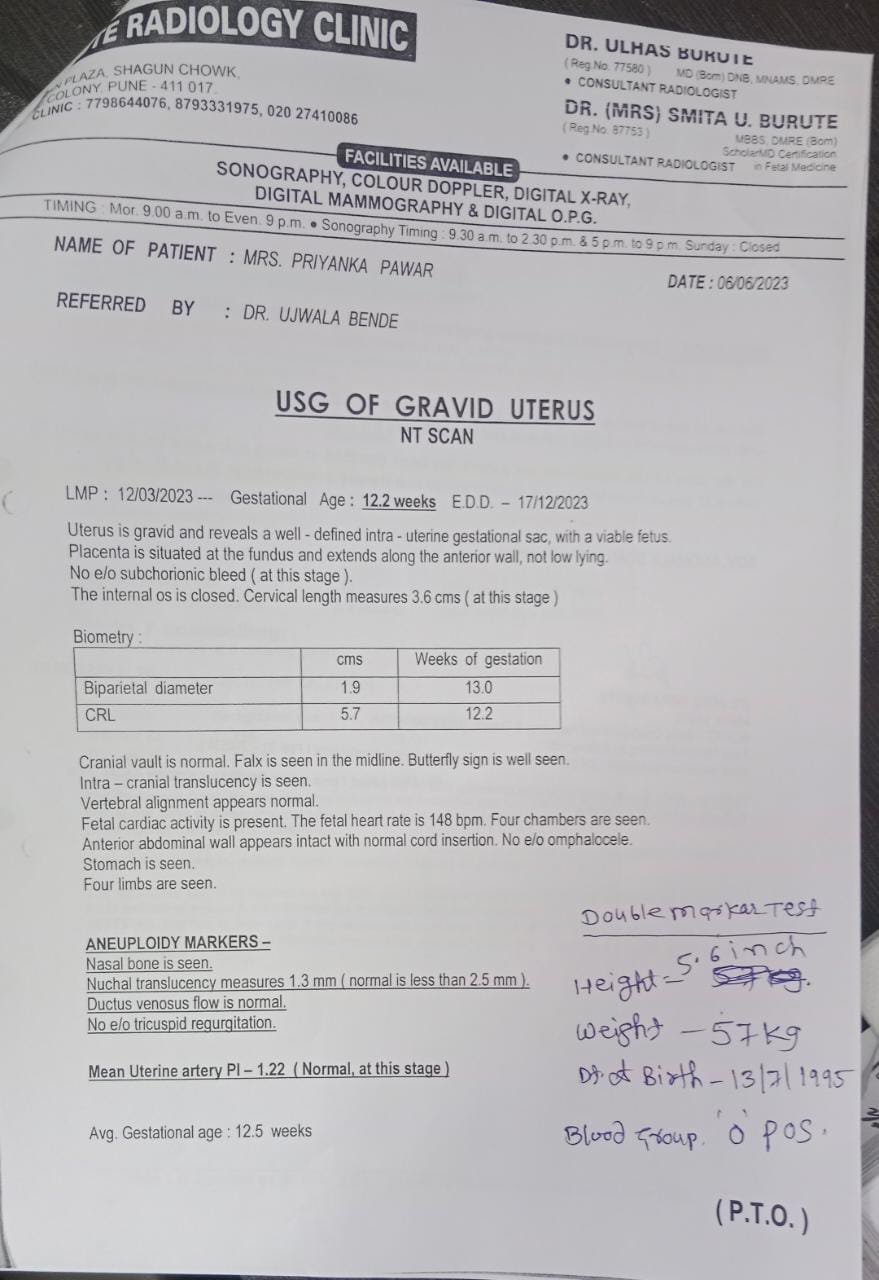 RADIOLOGY CLINIC
PLAZA, SHAGUN CHOWK,
COLONY, PUNE - 411 017.
CLINIC : 7798644076, 8793331975, 020 27410086
DR. ULHAS BURUTE
(Reg.No. 77580) MD (Bom) DNB, MNAMS, DMRE
• CONSULTANT RADIOLOGIST
DR. (MRS) SMITA U. BURUTE
(Reg.No. 87753) MBBS, DMRE (Bom)
ScholarMD Certification
• CONSULTANT RADIOLOGIST in Fetal Medicine
FACILITIES AVAILABLE
SONOGRAPHY, COLOUR DOPPLER, DIGITAL X-RAY,
DIGITAL MAMMOGRAPHY & DIGITAL O.P.G.
TIMING : Mor. 9.00 a.m. to Even. 9 p.m. • Sonography Timing : 9.30 a.m. to 2.30 p.m. & 5 p.m. to 9 p.m. Sunday : Closed
NAME OF PATIENT : MRS. PRIYANKA PAWAR
DATE : 06/06/2023
REFERRED BY : DR. UJWALA BENDE
USG OF GRAVID UTERUS
NT SCAN
LMP : 12/03/2023 --- Gestational Age : 12.2 weeks E.D.D. – 17/12/2023
Uterus is gravid and reveals a well - defined intra - uterine gestational sac, with a viable fetus.
Placenta is situated at the fundus and extends along the anterior wall, not low lying.
No e/o subchorionic bleed ( at this stage ).
The internal os is closed. Cervical length measures 3.6 cms ( at this stage )
Biometry :
cms Weeks of gestation
Biparietal diameter 1.9 13.0
CRL 5.7 12.2
Cranial vault is normal. Falx is seen in the midline. Butterfly sign is well seen.
Intra – cranial translucency is seen.
Vertebral alignment appears normal.
Fetal cardiac activity is present. The fetal heart rate is 148 bpm. Four chambers are seen.
Anterior abdominal wall appears intact with normal cord insertion. No e/o omphalocele.
Stomach is seen.
Four limbs are seen.
ANEUPLOIDY MARKERS –
Nasal bone is seen.
Nuchal translucency measures 1.3 mm ( normal is less than 2.5 mm ).
Ductus venosus flow is normal.
No e/o tricuspid regurgitation.
Mean Uterine artery PI – 1.22 ( Normal, at this stage )
Avg. Gestational age : 12.5 weeks
Double markar Test
Height = 5.6 inch
Weight – 57 kg
Dt. of Birth – 13/7/1995
Blood Group. 'O' POS.
(P.T.O.)